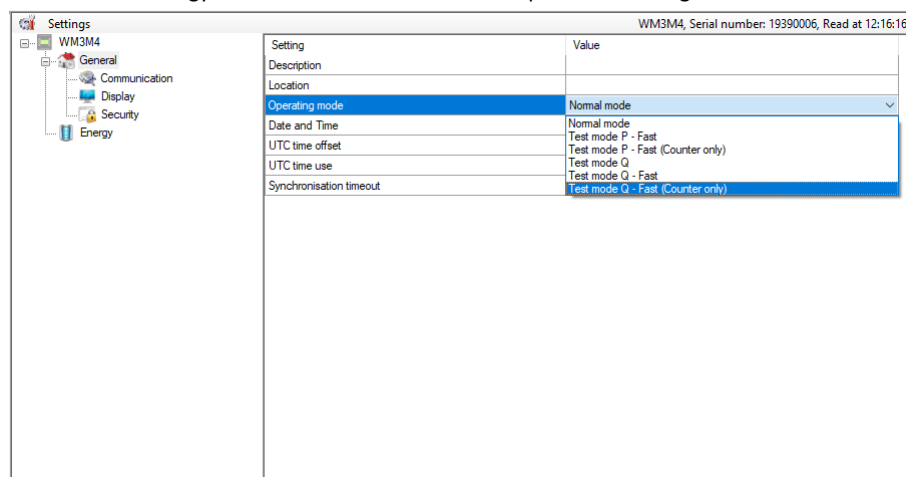 Settings
WM3M4, Serial number: 19390006, Read at 12:16:16
WM3M4
General
Communication
Display
Security
Energy
Setting Value
Description
Location
Operating mode Normal mode
Date and Time Normal mode
Test mode P - Fast
UTC time offset Test mode P - Fast (Counter only)
Test mode Q
UTC time use Test mode Q - Fast
Synchronisation timeout Test mode Q - Fast (Counter only)